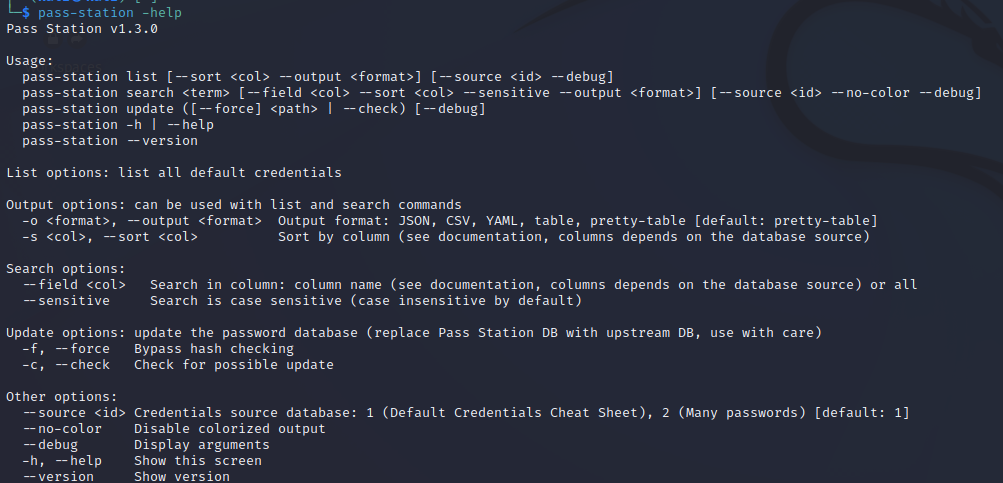 └─$ pass-station -help
Pass Station v1.3.0
Usage:
pass-station list [--sort <col> --output <format>] [--source <id> --debug]
pass-station search <term> [--field <col> --sort <col> --sensitive --output <format>] [--source <id> --no-color --debug]
pass-station update ([--force] <path> | --check) [--debug]
pass-station -h | --help
pass-station --version
List options: list all default credentials
Output options: can be used with list and search commands
-o <format>, --output <format>  Output format: JSON, CSV, YAML, table, pretty-table [default: pretty-table]
-s <col>, --sort <col>          Sort by column (see documentation, columns depends on the database source)
Search options:
--field <col>   Search in column: column name (see documentation, columns depends on the database source) or all
--sensitive     Search is case sensitive (case insensitive by default)
Update options: update the password database (replace Pass Station DB with upstream DB, use with care)
-f, --force   Bypass hash checking
-c, --check   Check for possible update
Other options:
--source <id> Credentials source database: 1 (Default Credentials Cheat Sheet), 2 (Many passwords) [default: 1]
--no-color    Disable colorized output
--debug       Display arguments
-h, --help    Show this screen
--version     Show version